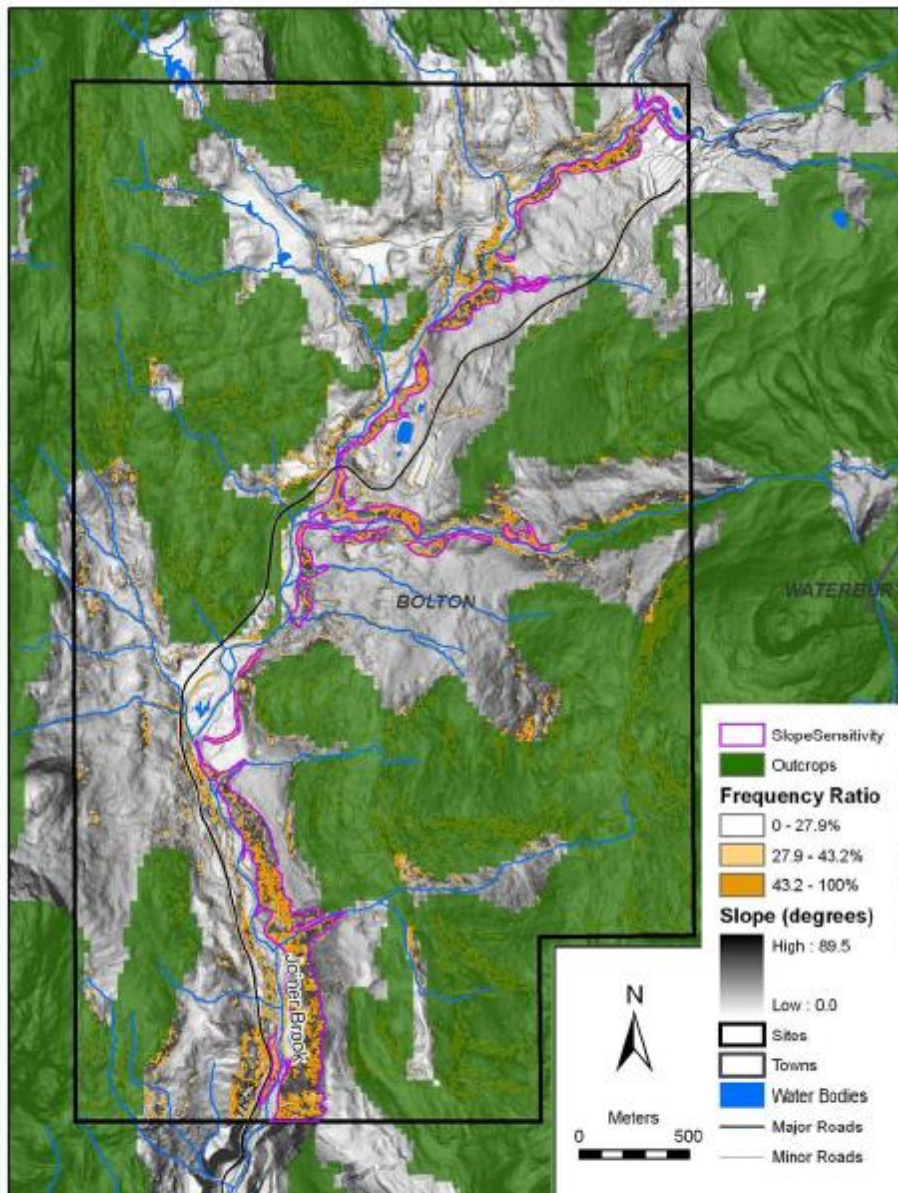 BOLTON
WATERBUR
Joiner Brook
SlopeSensitivity
Outcrops
Frequency Ratio
0 - 27.9%
27.9 - 43.2%
43.2 - 100%
Slope (degrees)
High : 89.5
Low : 0.0
Sites
Towns
Water Bodies
Major Roads
Minor Roads
N
Meters
0 500